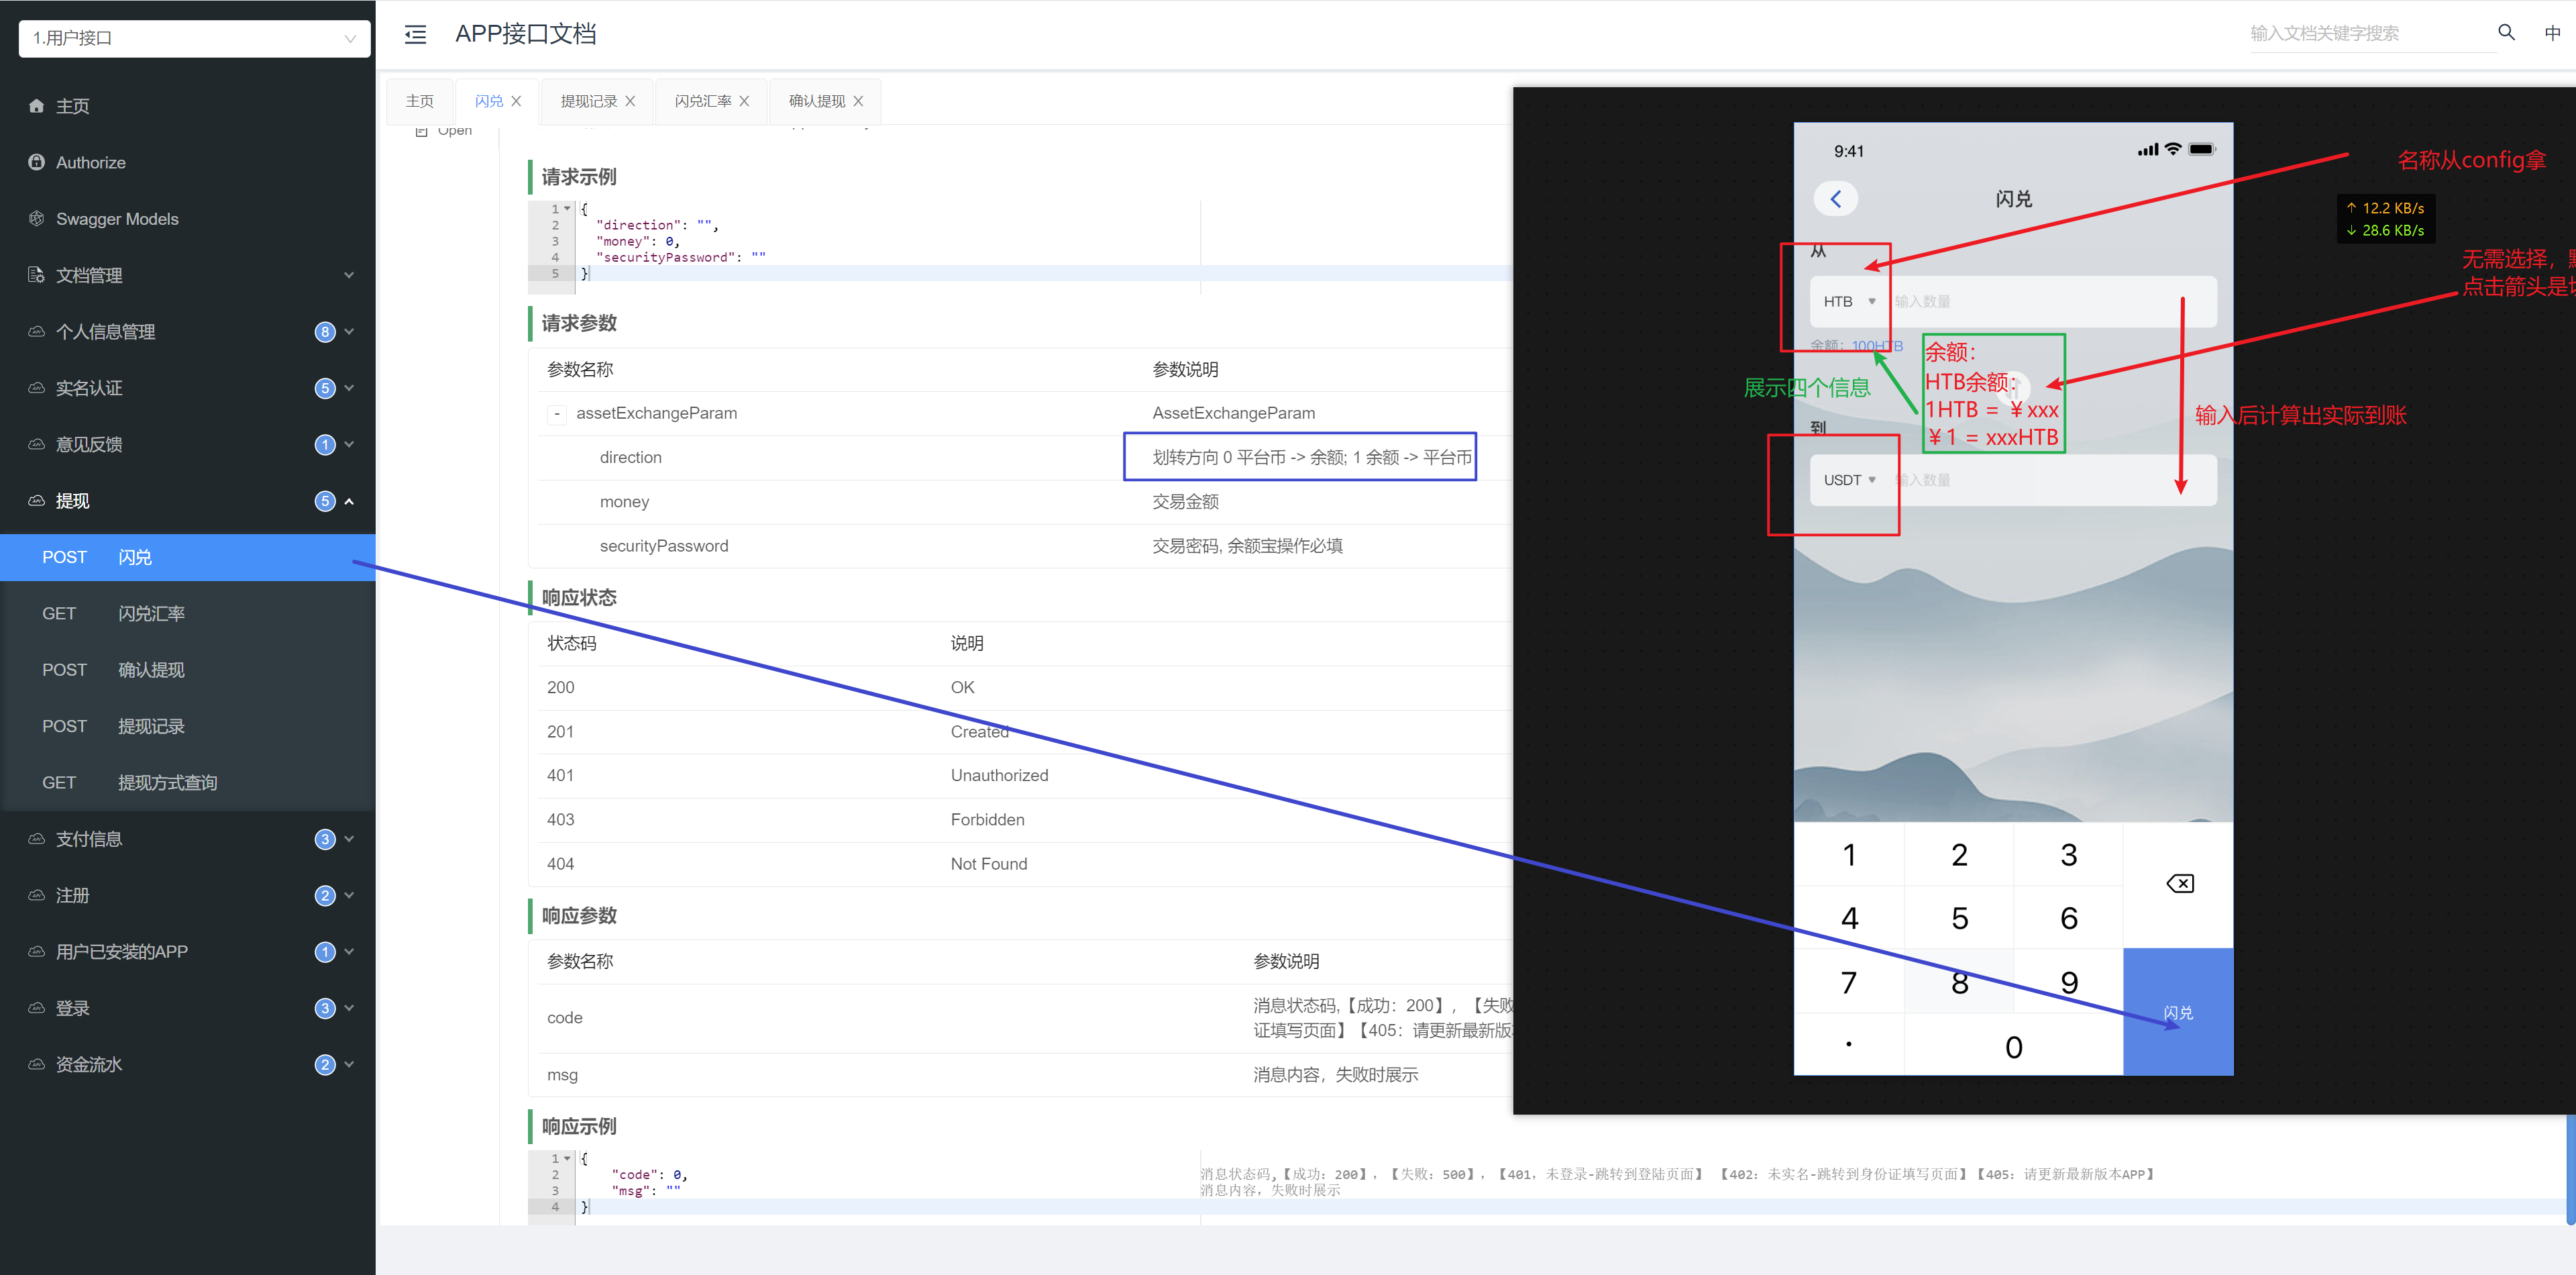 1.用户接口
APP接口文档
输入文档关键字搜索
中
主页
Authorize
Swagger Models
文档管理
个人信息管理 8
实名认证 5
意见反馈 1
提现 5
POST 闪兑
GET 闪兑汇率
POST 确认提现
POST 提现记录
GET 提现方式查询
支付信息 3
注册 2
用户已安装的APP 1
登录 3
资金流水 2
主页 闪兑 提现记录 闪兑汇率 确认提现
Open
请求示例
1 {
2 "direction": "",
3 "money": 0,
4 "securityPassword": ""
5 }
请求参数
参数名称 参数说明
- assetExchangeParam AssetExchangeParam
direction 划转方向 0 平台币 -> 余额; 1 余额 -> 平台币
money 交易金额
securityPassword 交易密码, 余额宝操作必填
响应状态
状态码 说明
200 OK
201 Created
401 Unauthorized
403 Forbidden
404 Not Found
响应参数
参数名称 参数说明
code 消息状态码,【成功：200】，【失败
证填写页面】【405：请更新最新版
msg 消息内容，失败时展示
响应示例
1 {
2 "code": 0,
3 "msg": ""
4 }
消息状态码,【成功：200】，【失败：500】，【401，未登录-跳转到登陆页面】 【402：未实名-跳转到身份证填写页面】【405：请更新最新版本APP】
消息内容，失败时展示
9:41
闪兑
从
HTB 输入数量
余额：100HTB
到
USDT 输入数量
1 2 3
4 5 6
7 8 9
. 0
闪兑
名称从config拿
↑ 12.2 KB/s
↓ 28.6 KB/s
无需选择，
点击箭头是
展示四个信息
余额：
HTB余额：
1HTB = ￥xxx
￥1 = xxxHTB
输入后计算出实际到账